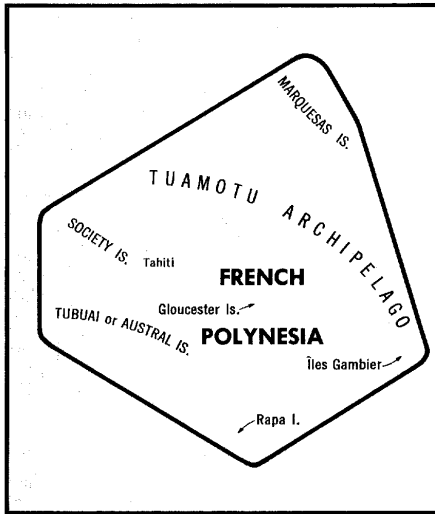 MARQUESAS IS.
TUAMOTU ARCHIPELAGO
SOCIETY IS.
Tahiti
FRENCH
Gloucester Is.
TUBUAI or AUSTRAL IS.
POLYNESIA
Îles Gambier
Rapa I.